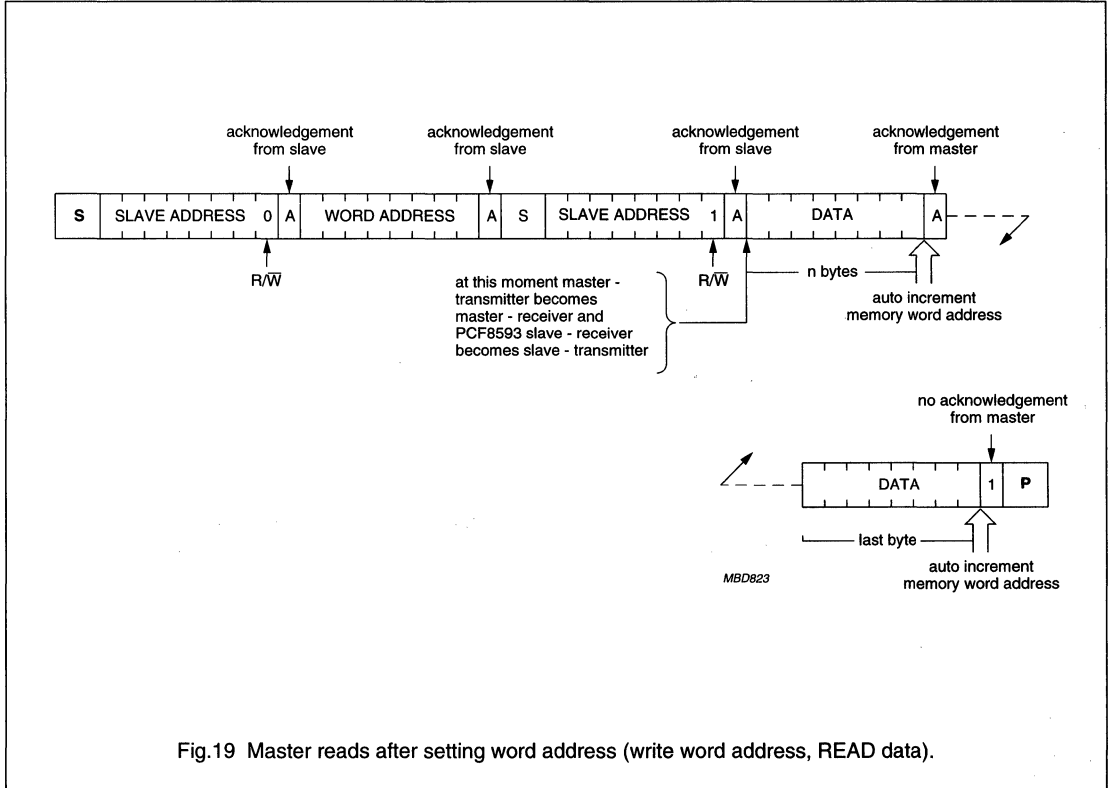 acknowledgement
from slave
acknowledgement
from slave
acknowledgement
from slave
acknowledgement
from master
S SLAVE ADDRESS 0 A WORD ADDRESS A S SLAVE ADDRESS 1 A DATA A
R/W̅
R/W̅
n bytes
at this moment master -
transmitter becomes
master - receiver and
PCF8593 slave - receiver
becomes slave - transmitter
auto increment
memory word address
no acknowledgement
from master
DATA 1 P
last byte
auto increment
memory word address
MBD823
Fig.19 Master reads after setting word address (write word address, READ data).